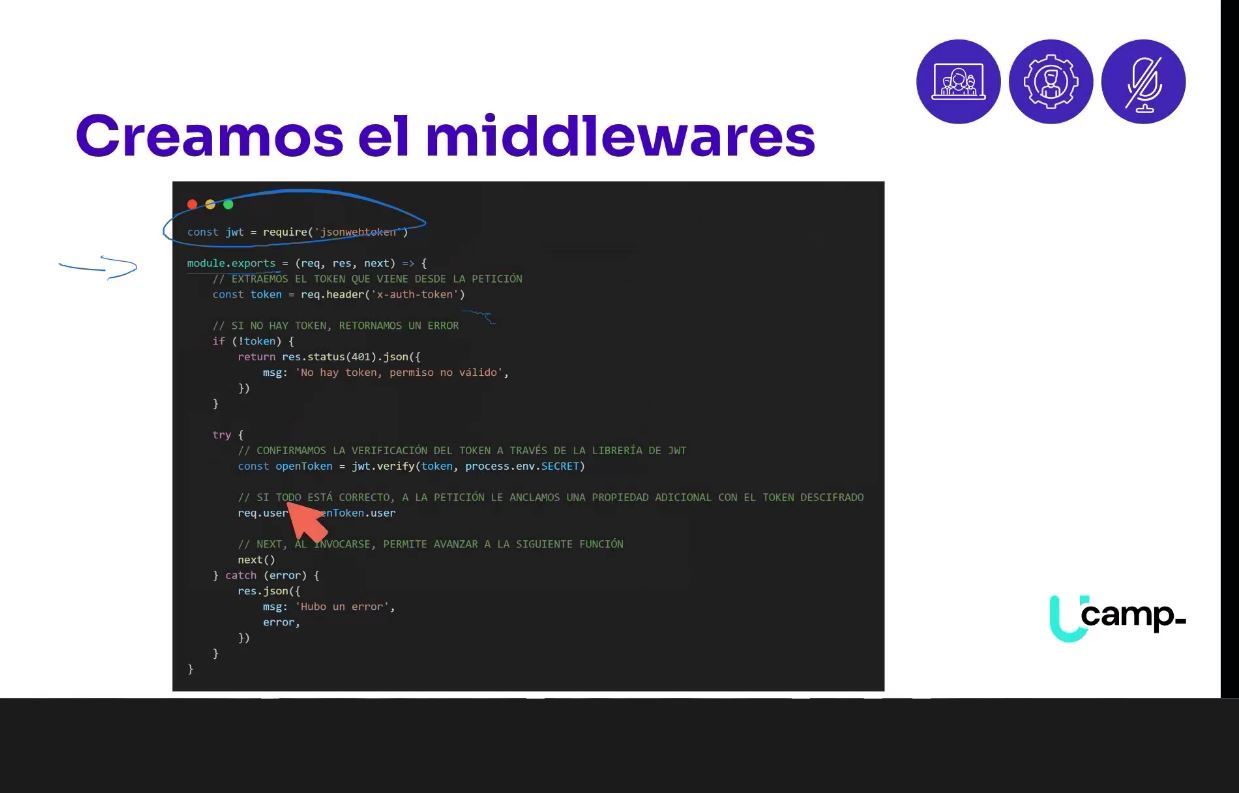 Creamos el middlewares
const jwt = require('jsonwebtoken')
module.exports = (req, res, next) => {
// EXTRAEMOS EL TOKEN QUE VIENE DESDE LA PETICIÓN
const token = req.header('x-auth-token')
// SI NO HAY TOKEN, RETORNAMOS UN ERROR
if (!token) {
return res.status(401).json({
msg: 'No hay token, permiso no válido',
})
}
try {
// CONFIRMAMOS LA VERIFICACIÓN DEL TOKEN A TRAVÉS DE LA LIBRERÍA DE JWT
const openToken = jwt.verify(token, process.env.SECRET)
// SI TODO ESTÁ CORRECTO, A LA PETICIÓN LE ANCLAMOS UNA PROPIEDAD ADICIONAL CON EL TOKEN DESCIFRADO
req.user enToken.user
// NEXT, AL INVOCARSE, PERMITE AVANZAR A LA SIGUIENTE FUNCIÓN
next()
} catch (error) {
res.json({
msg: 'Hubo un error',
error,
})
}
}
Ucamp-